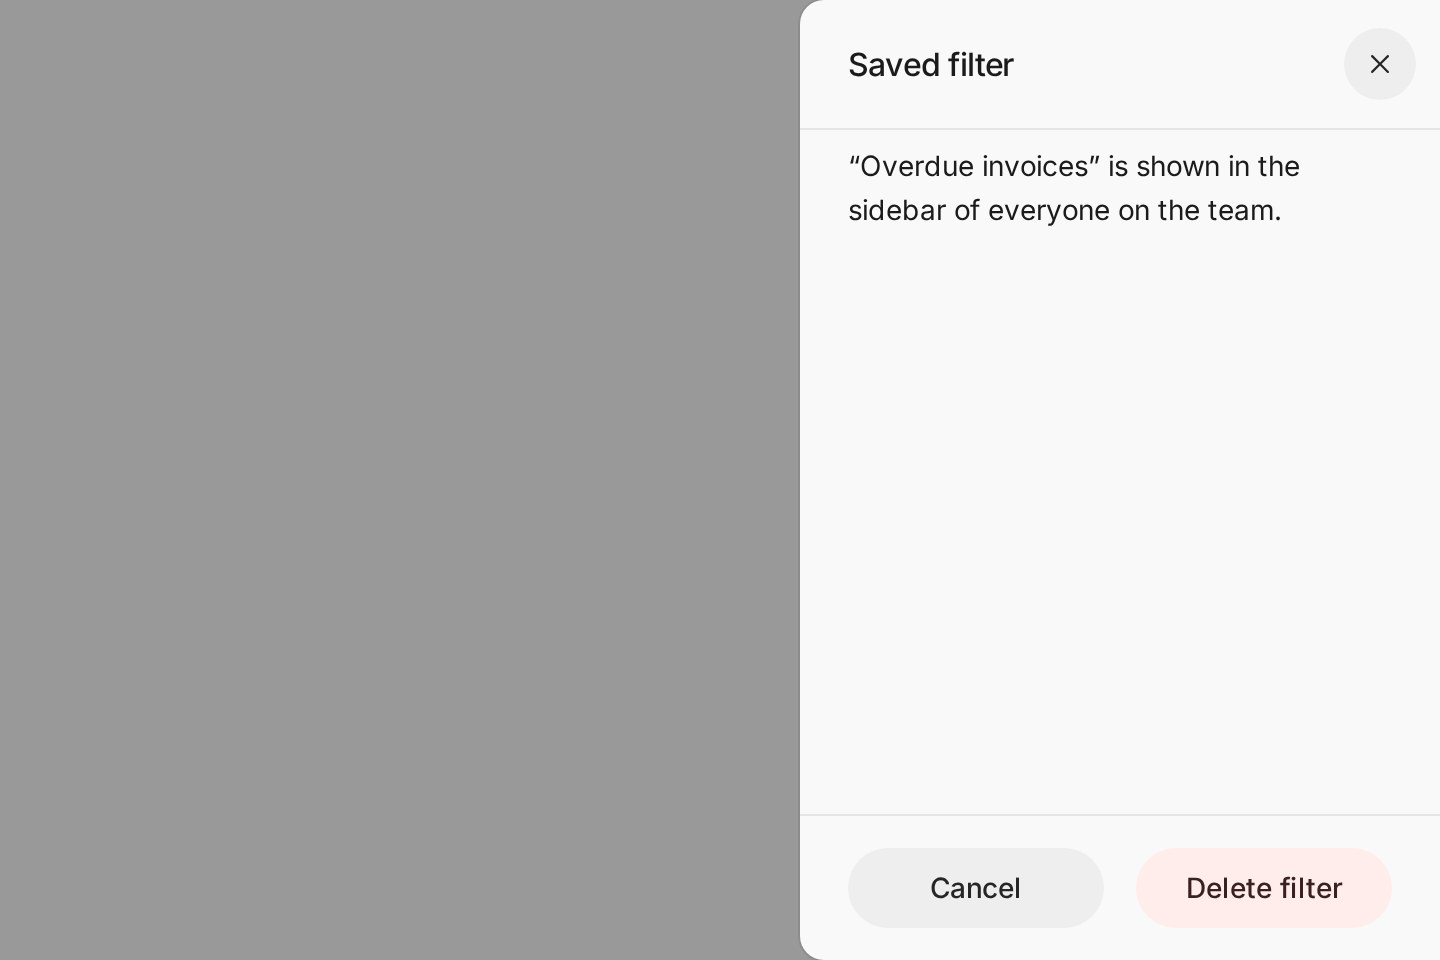 Saved filter
“Overdue invoices” is shown in the
sidebar of everyone on the team.
Cancel
Delete filter